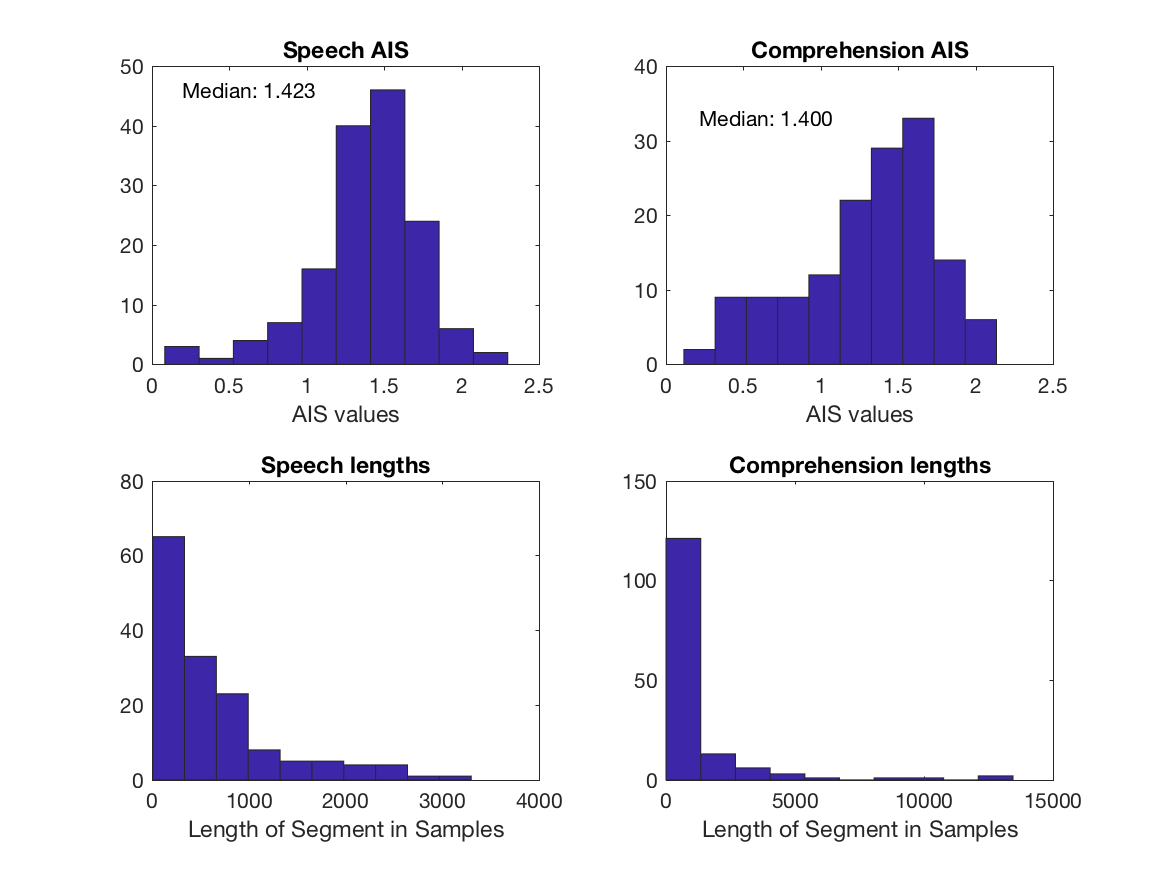 Speech AIS
50
40
30
20
10
0
Median: 1.423
0 0.5 1 1.5 2 2.5
AIS values
Comprehension AIS
40
30
20
10
0
Median: 1.400
0 0.5 1 1.5 2 2.5
AIS values
Speech lengths
80
60
40
20
0
0 1000 2000 3000 4000
Length of Segment in Samples
Comprehension lengths
150
100
50
0
0 5000 10000 15000
Length of Segment in Samples